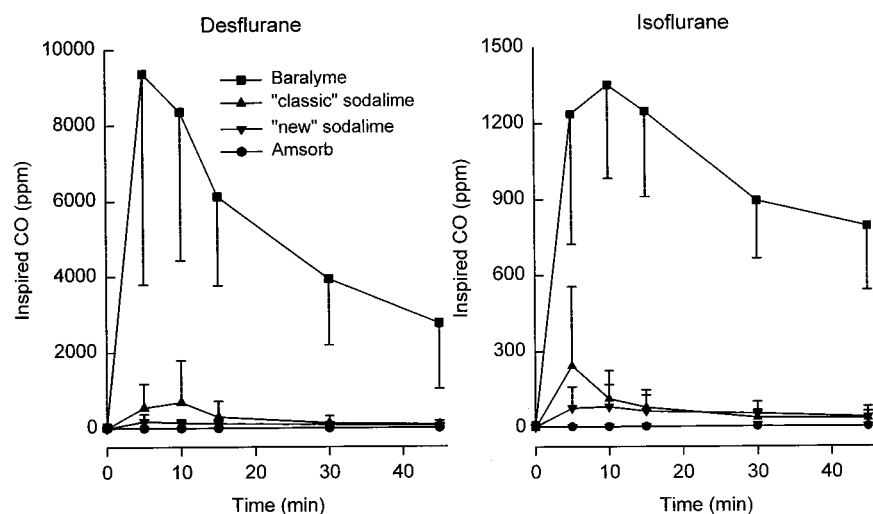 Desflurane
10000
8000
6000
4000
2000
0
Inspired CO (ppm)
Baralyme
"classic" sodalime
"new" sodalime
Amsorb
0 10 20 30 40
Time (min)
Isoflurane
1500
1200
900
600
300
0
Inspired CO (ppm)
0 10 20 30 40
Time (min)